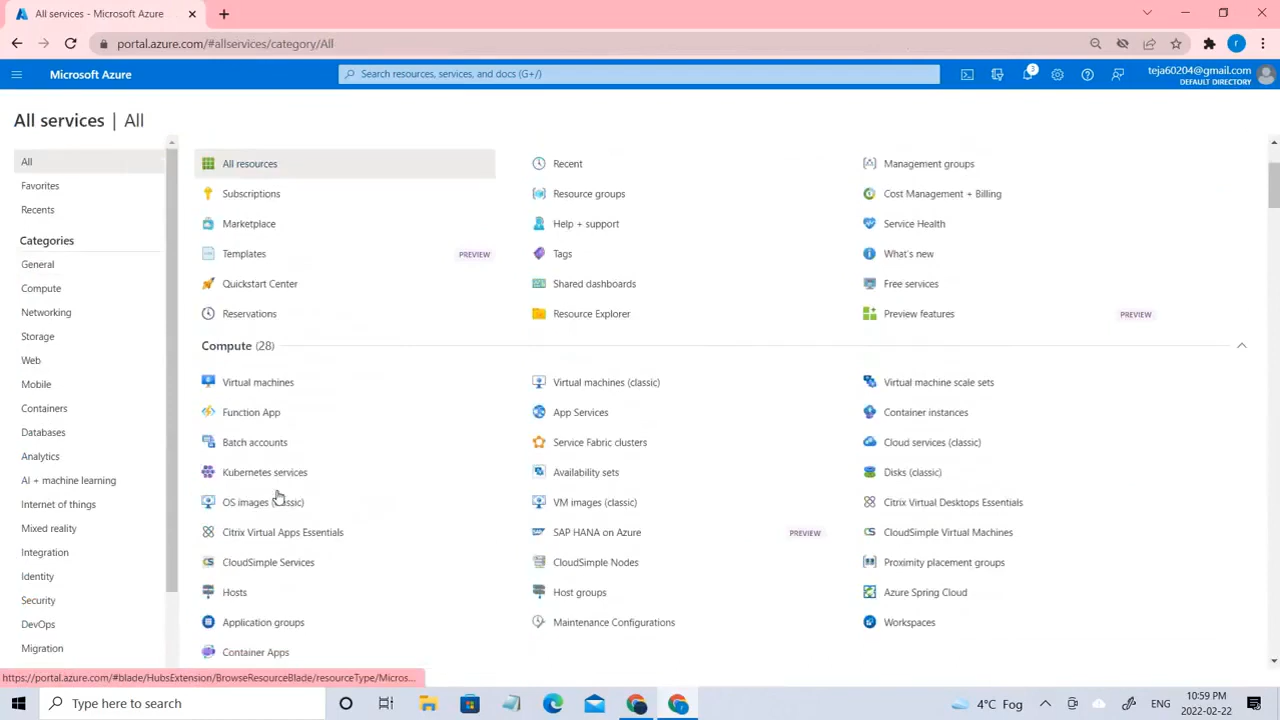 All services - Microsoft Azure
portal.azure.com/#allservices/category/All
Microsoft Azure
Search resources, services, and docs (G+/)
3
teja60204@gmail.com
DEFAULT DIRECTORY
All services | All
All
Favorites
Recents
Categories
General
Compute
Networking
Storage
Web
Mobile
Containers
Databases
Analytics
AI + machine learning
Internet of things
Mixed reality
Integration
Identity
Security
DevOps
Migration
All resources
Recent
Management groups
Subscriptions
Resource groups
Cost Management + Billing
Marketplace
Help + support
Service Health
Templates PREVIEW
Tags
What's new
Quickstart Center
Shared dashboards
Free services
Reservations
Resource Explorer
Preview features PREVIEW
Compute (28)
Virtual machines
Virtual machines (classic)
Virtual machine scale sets
Function App
App Services
Container instances
Batch accounts
Service Fabric clusters
Cloud services (classic)
Kubernetes services
Availability sets
Disks (classic)
OS images (classic)
VM images (classic)
Citrix Virtual Desktops Essentials
Citrix Virtual Apps Essentials
SAP HANA on Azure PREVIEW
CloudSimple Virtual Machines
CloudSimple Services
CloudSimple Nodes
Proximity placement groups
Hosts
Host groups
Azure Spring Cloud
Application groups
Maintenance Configurations
Workspaces
Container Apps
https://portal.azure.com/#blade/HubsExtension/BrowseResourceBlade/resourceType/Micros...
Type here to search
4°C Fog
ENG
10:59 PM
2022-02-22